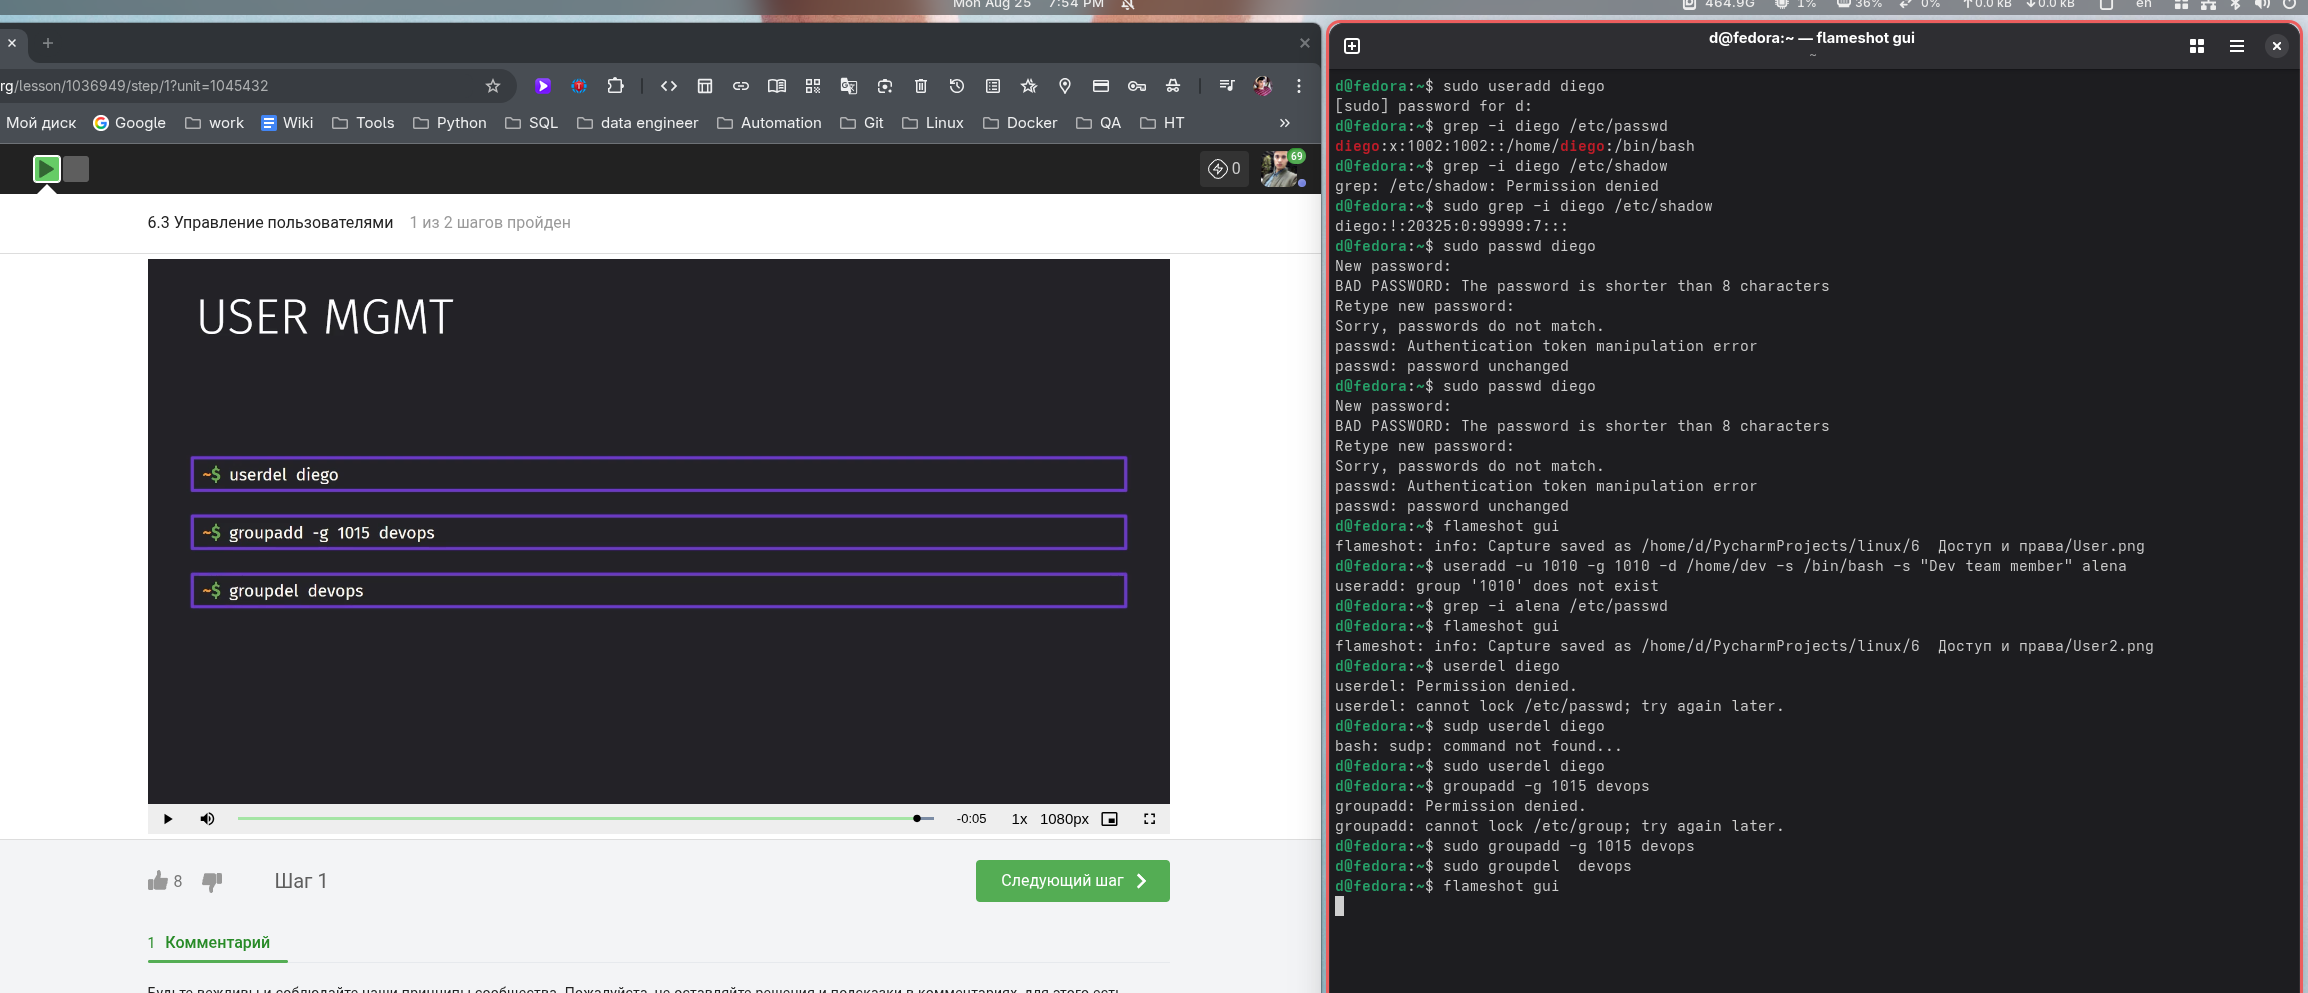 Mon Aug 25 7:54 PM
464.9G 1% 36% 0% ↑0.0 kB ↓0.0 kB en
rg/lesson/1036949/step/1?unit=1045432
Мой диск Google work Wiki Tools Python SQL data engineer Automation Git Linux Docker QA HT »
0
69
6.3 Управление пользователями 1 из 2 шагов пройден
USER MGMT
~$ userdel diego
~$ groupadd -g 1015 devops
~$ groupdel devops
-0:05 1x 1080px
8 Шаг 1 Следующий шаг
1 Комментарий
Будьте вежливы и соблюдайте наши принципы сообщества. Пожалуйста, не оставляйте решения и подсказки в комментариях, для этого есть
d@fedora:~ — flameshot gui
~
d@fedora:~$ sudo useradd diego
[sudo] password for d:
d@fedora:~$ grep -i diego /etc/passwd
diego:x:1002:1002::/home/diego:/bin/bash
d@fedora:~$ grep -i diego /etc/shadow
grep: /etc/shadow: Permission denied
d@fedora:~$ sudo grep -i diego /etc/shadow
diego:!:20325:0:99999:7:::
d@fedora:~$ sudo passwd diego
New password:
BAD PASSWORD: The password is shorter than 8 characters
Retype new password:
Sorry, passwords do not match.
passwd: Authentication token manipulation error
passwd: password unchanged
d@fedora:~$ sudo passwd diego
New password:
BAD PASSWORD: The password is shorter than 8 characters
Retype new password:
Sorry, passwords do not match.
passwd: Authentication token manipulation error
passwd: password unchanged
d@fedora:~$ flameshot gui
flameshot: info: Capture saved as /home/d/PycharmProjects/linux/6  Доступ и права/User.png
d@fedora:~$ useradd -u 1010 -g 1010 -d /home/dev -s /bin/bash -s "Dev team member" alena
useradd: group '1010' does not exist
d@fedora:~$ grep -i alena /etc/passwd
d@fedora:~$ flameshot gui
flameshot: info: Capture saved as /home/d/PycharmProjects/linux/6  Доступ и права/User2.png
d@fedora:~$ userdel diego
userdel: Permission denied.
userdel: cannot lock /etc/passwd; try again later.
d@fedora:~$ sudp userdel diego
bash: sudp: command not found...
d@fedora:~$ sudo userdel diego
d@fedora:~$ groupadd -g 1015 devops
groupadd: Permission denied.
groupadd: cannot lock /etc/group; try again later.
d@fedora:~$ sudo groupadd -g 1015 devops
d@fedora:~$ sudo groupdel  devops
d@fedora:~$ flameshot gui